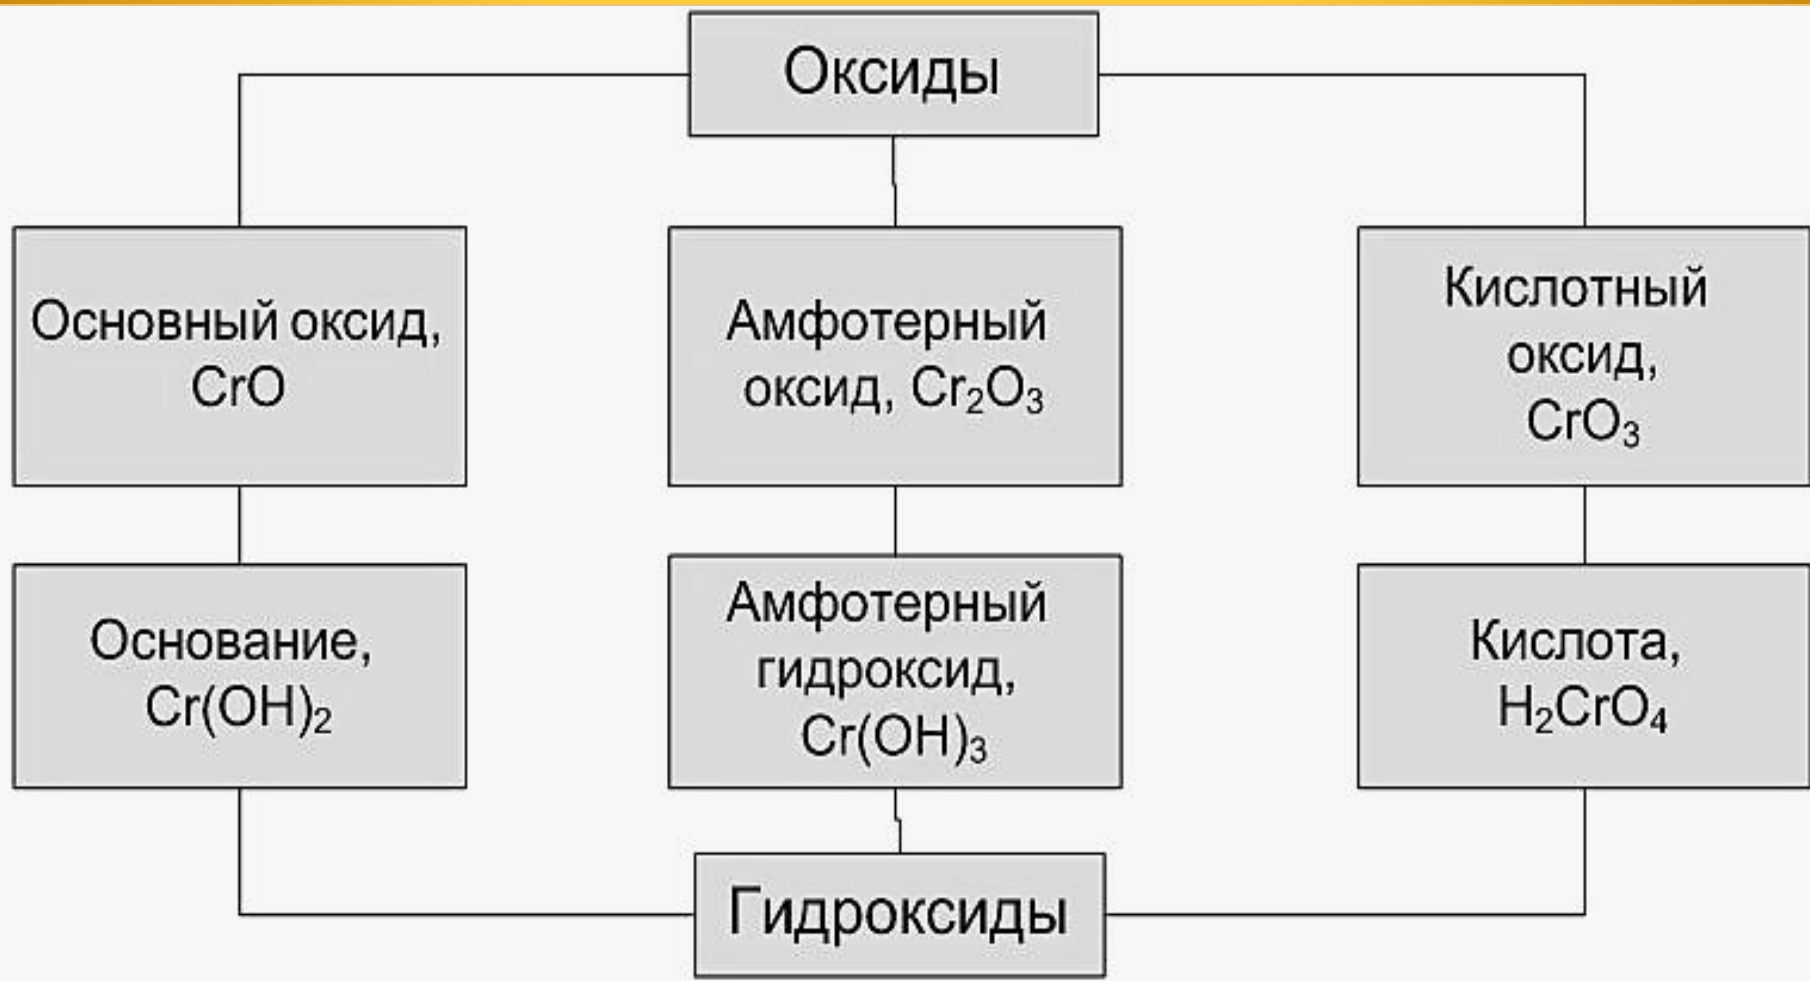 Оксиды
Основный оксид,
CrO
Амфотерный
оксид, Cr₂O₃
Кислотный
оксид,
CrO₃
Основание,
Cr(OH)₂
Амфотерный
гидроксид,
Cr(OH)₃
Кислота,
H₂CrO₄
Гидроксиды